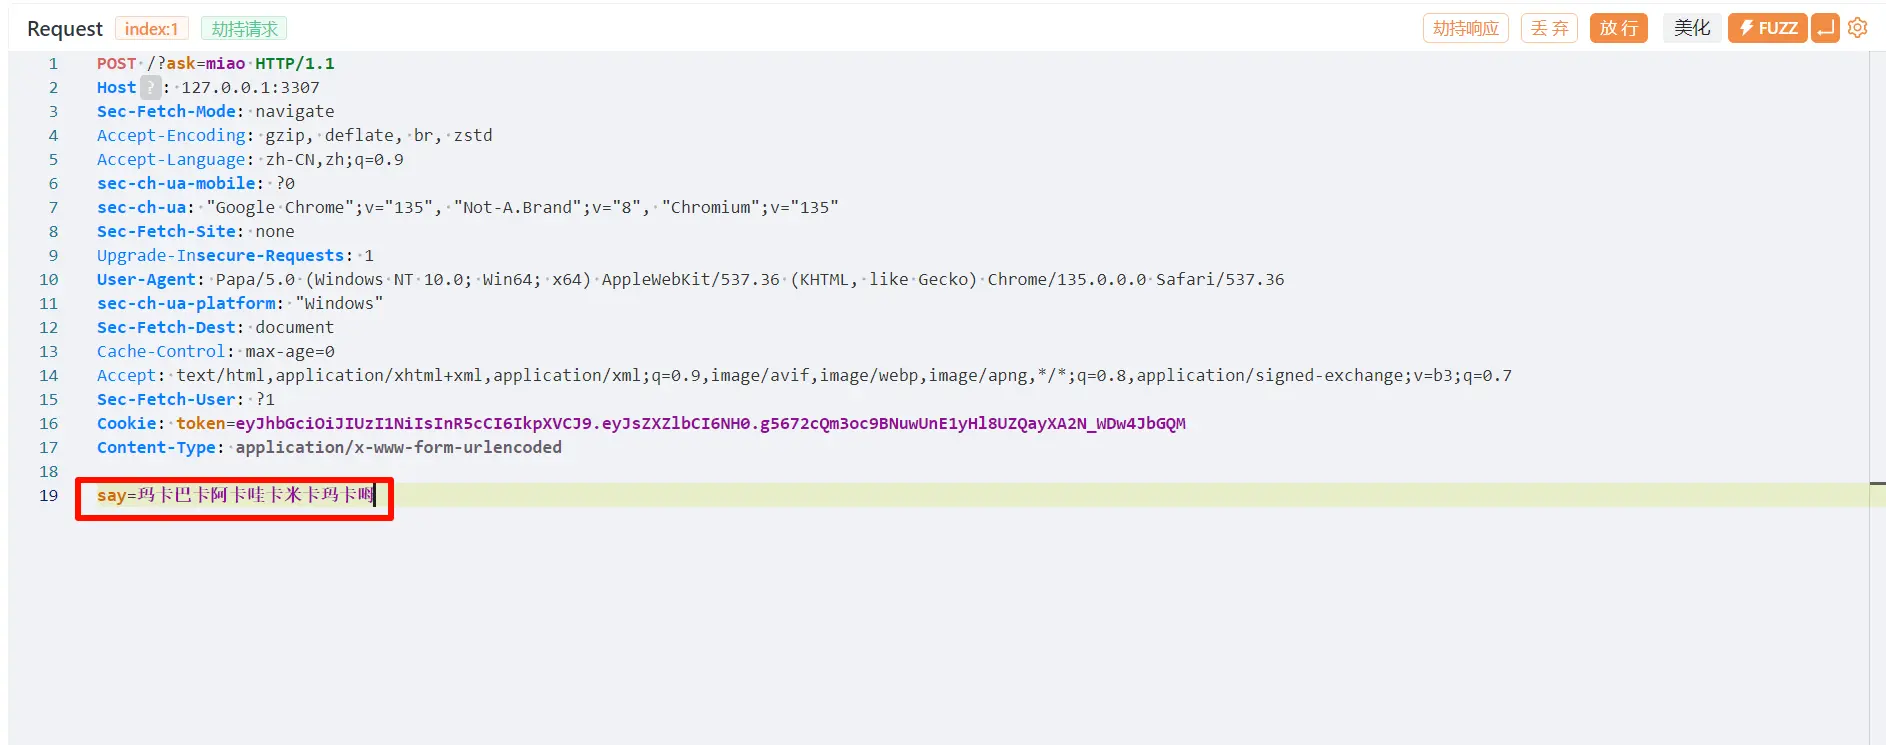 Request index:1 劫持请求 劫持响应 丢弃 放行 美化 FUZZ
1 POST /?ask=miao HTTP/1.1
2 Host ? : 127.0.0.1:3307
3 Sec-Fetch-Mode: navigate
4 Accept-Encoding: gzip, deflate, br, zstd
5 Accept-Language: zh-CN,zh;q=0.9
6 sec-ch-ua-mobile: ?0
7 sec-ch-ua: "Google Chrome";v="135", "Not-A.Brand";v="8", "Chromium";v="135"
8 Sec-Fetch-Site: none
9 Upgrade-Insecure-Requests: 1
10 User-Agent: Papa/5.0 (Windows NT 10.0; Win64; x64) AppleWebKit/537.36 (KHTML, like Gecko) Chrome/135.0.0.0 Safari/537.36
11 sec-ch-ua-platform: "Windows"
12 Sec-Fetch-Dest: document
13 Cache-Control: max-age=0
14 Accept: text/html,application/xhtml+xml,application/xml;q=0.9,image/avif,image/webp,image/apng,*/*;q=0.8,application/signed-exchange;v=b3;q=0.7
15 Sec-Fetch-User: ?1
16 Cookie: token=eyJhbGciOiJIUzI1NiIsInR5cCI6IkpXVCJ9.eyJsZXZlbCI6NH0.g5672cQm3oc9BNuwUnE1yHl8UZQayXA2N_WDw4JbGQM
17 Content-Type: application/x-www-form-urlencoded
18
19 say=玛卡巴卡阿卡哇卡米卡玛卡